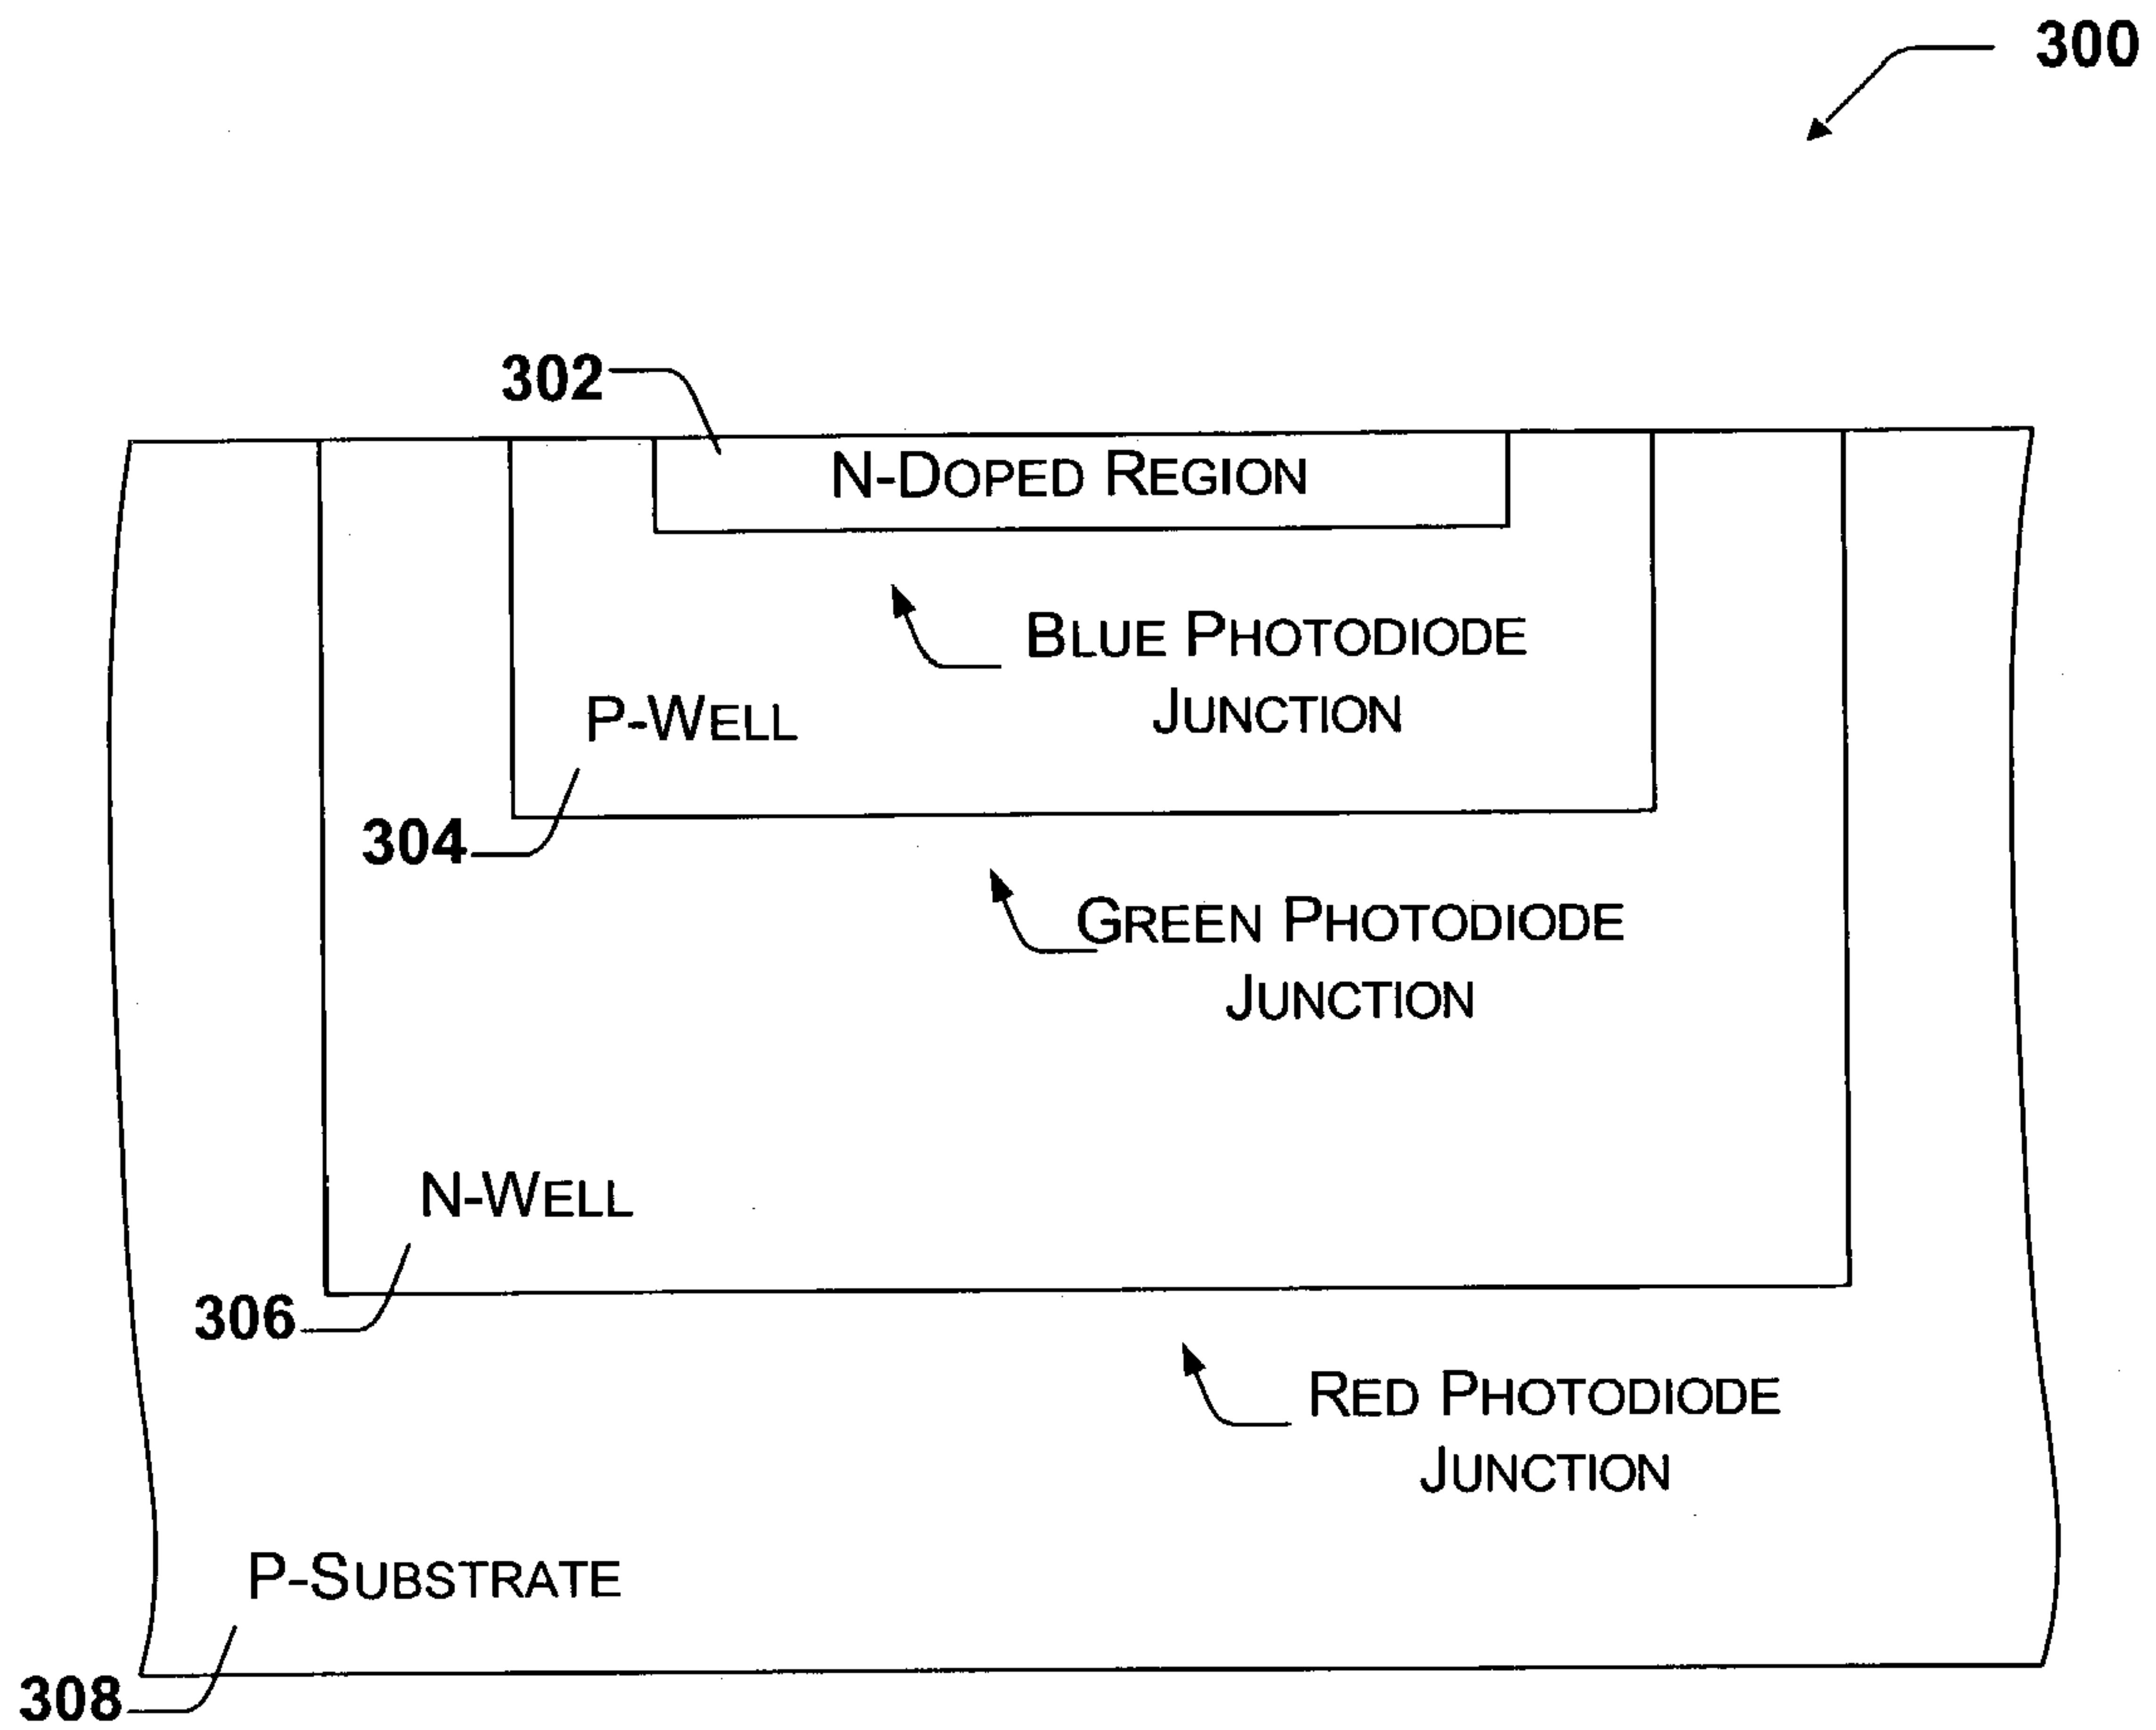 300
302
N-DOPED REGION
BLUE PHOTODIODE
JUNCTION
P-WELL
304
GREEN PHOTODIODE
JUNCTION
N-WELL
306
RED PHOTODIODE
JUNCTION
P-SUBSTRATE
308